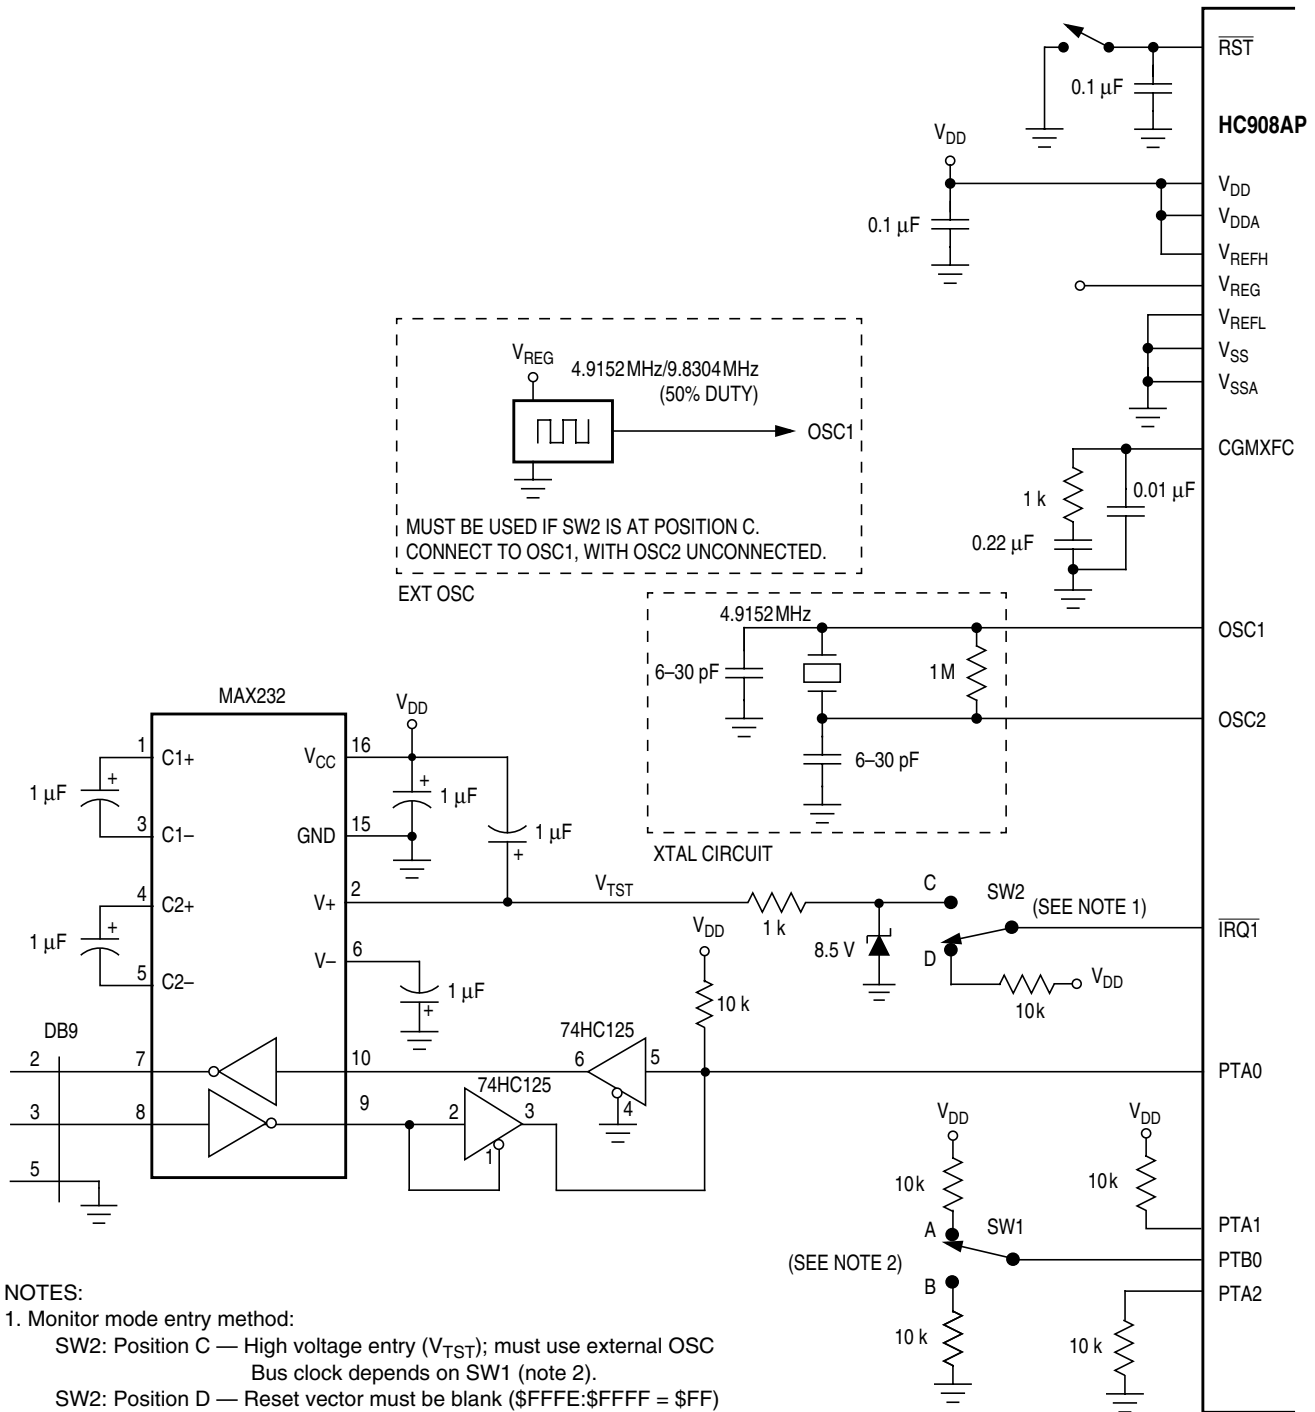 RST
0.1 μF
HC908AP
VDD
VDD
0.1 μF
VDDA
VREFH
VREG
VREFL
VSS
VSSA
VREG
4.9152MHz/9.8304MHz
(50% DUTY)
OSC1
MUST BE USED IF SW2 IS AT POSITION C.
CONNECT TO OSC1, WITH OSC2 UNCONNECTED.
EXT OSC
CGMXFC
1 k
0.01 μF
0.22 μF
4.9152MHz
OSC1
6–30 pF
1M
OSC2
6–30 pF
XTAL CIRCUIT
MAX232
VDD
1
C1+
VCC
16
1 μF
+
+
1 μF
3
C1–
GND
15
1 μF
+
4
C2+
V+
2
VTST
1 k
8.5 V
C
SW2
(SEE NOTE 1)
IRQ1
D
10k
VDD
1 μF
+
5
C2–
V–
6
1 μF
+
VDD
10 k
DB9
74HC125
2
7
10
6
5
4
PTA0
74HC125
3
8
9
2
3
1
5
VDD
VDD
10k
10k
A
SW1
PTA1
(SEE NOTE 2)
PTB0
B
PTA2
10 k
10 k
NOTES:
1. Monitor mode entry method:
SW2: Position C — High voltage entry (VTST); must use external OSC
Bus clock depends on SW1 (note 2).
SW2: Position D — Reset vector must be blank ($FFFE:$FFFF = $FF)